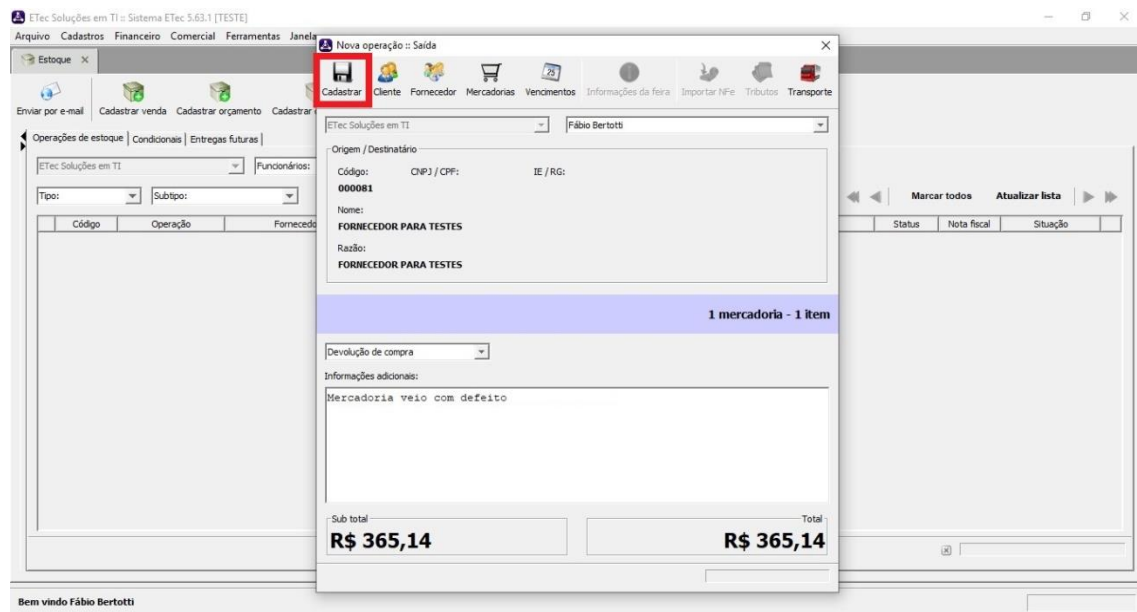 ETec Soluções em TI :: Sistema ETec 5.63.1 [TESTE]
Arquivo Cadastros Financeiro Comercial Ferramentas Janela
Estoque X
Enviar por e-mail Cadastrar venda Cadastrar orçamento Cadastrar
Operações de estoque Condicionais Entregas futuras
ETec Soluções em TI Funcionários:
Tipo: Subtipo:
Marcar todos Atualizar lista
Código Operação Fornecedo Status Nota fiscal Situação
Nova operação :: Saída
Cadastrar Cliente Fornecedor Mercadorias Vencimentos Informações da feira Importar NFe Tributos Transporte
ETec Soluções em TI Fábio Bertotti
Origem / Destinatário
Código: CNPJ / CPF: IE / RG:
000081
Nome:
FORNECEDOR PARA TESTES
Razão:
FORNECEDOR PARA TESTES
1 mercadoria - 1 item
Devolução de compra
Informações adicionais:
Mercadoria veio com defeito
Sub total Total
R$ 365,14 R$ 365,14
Bem vindo Fábio Bertotti